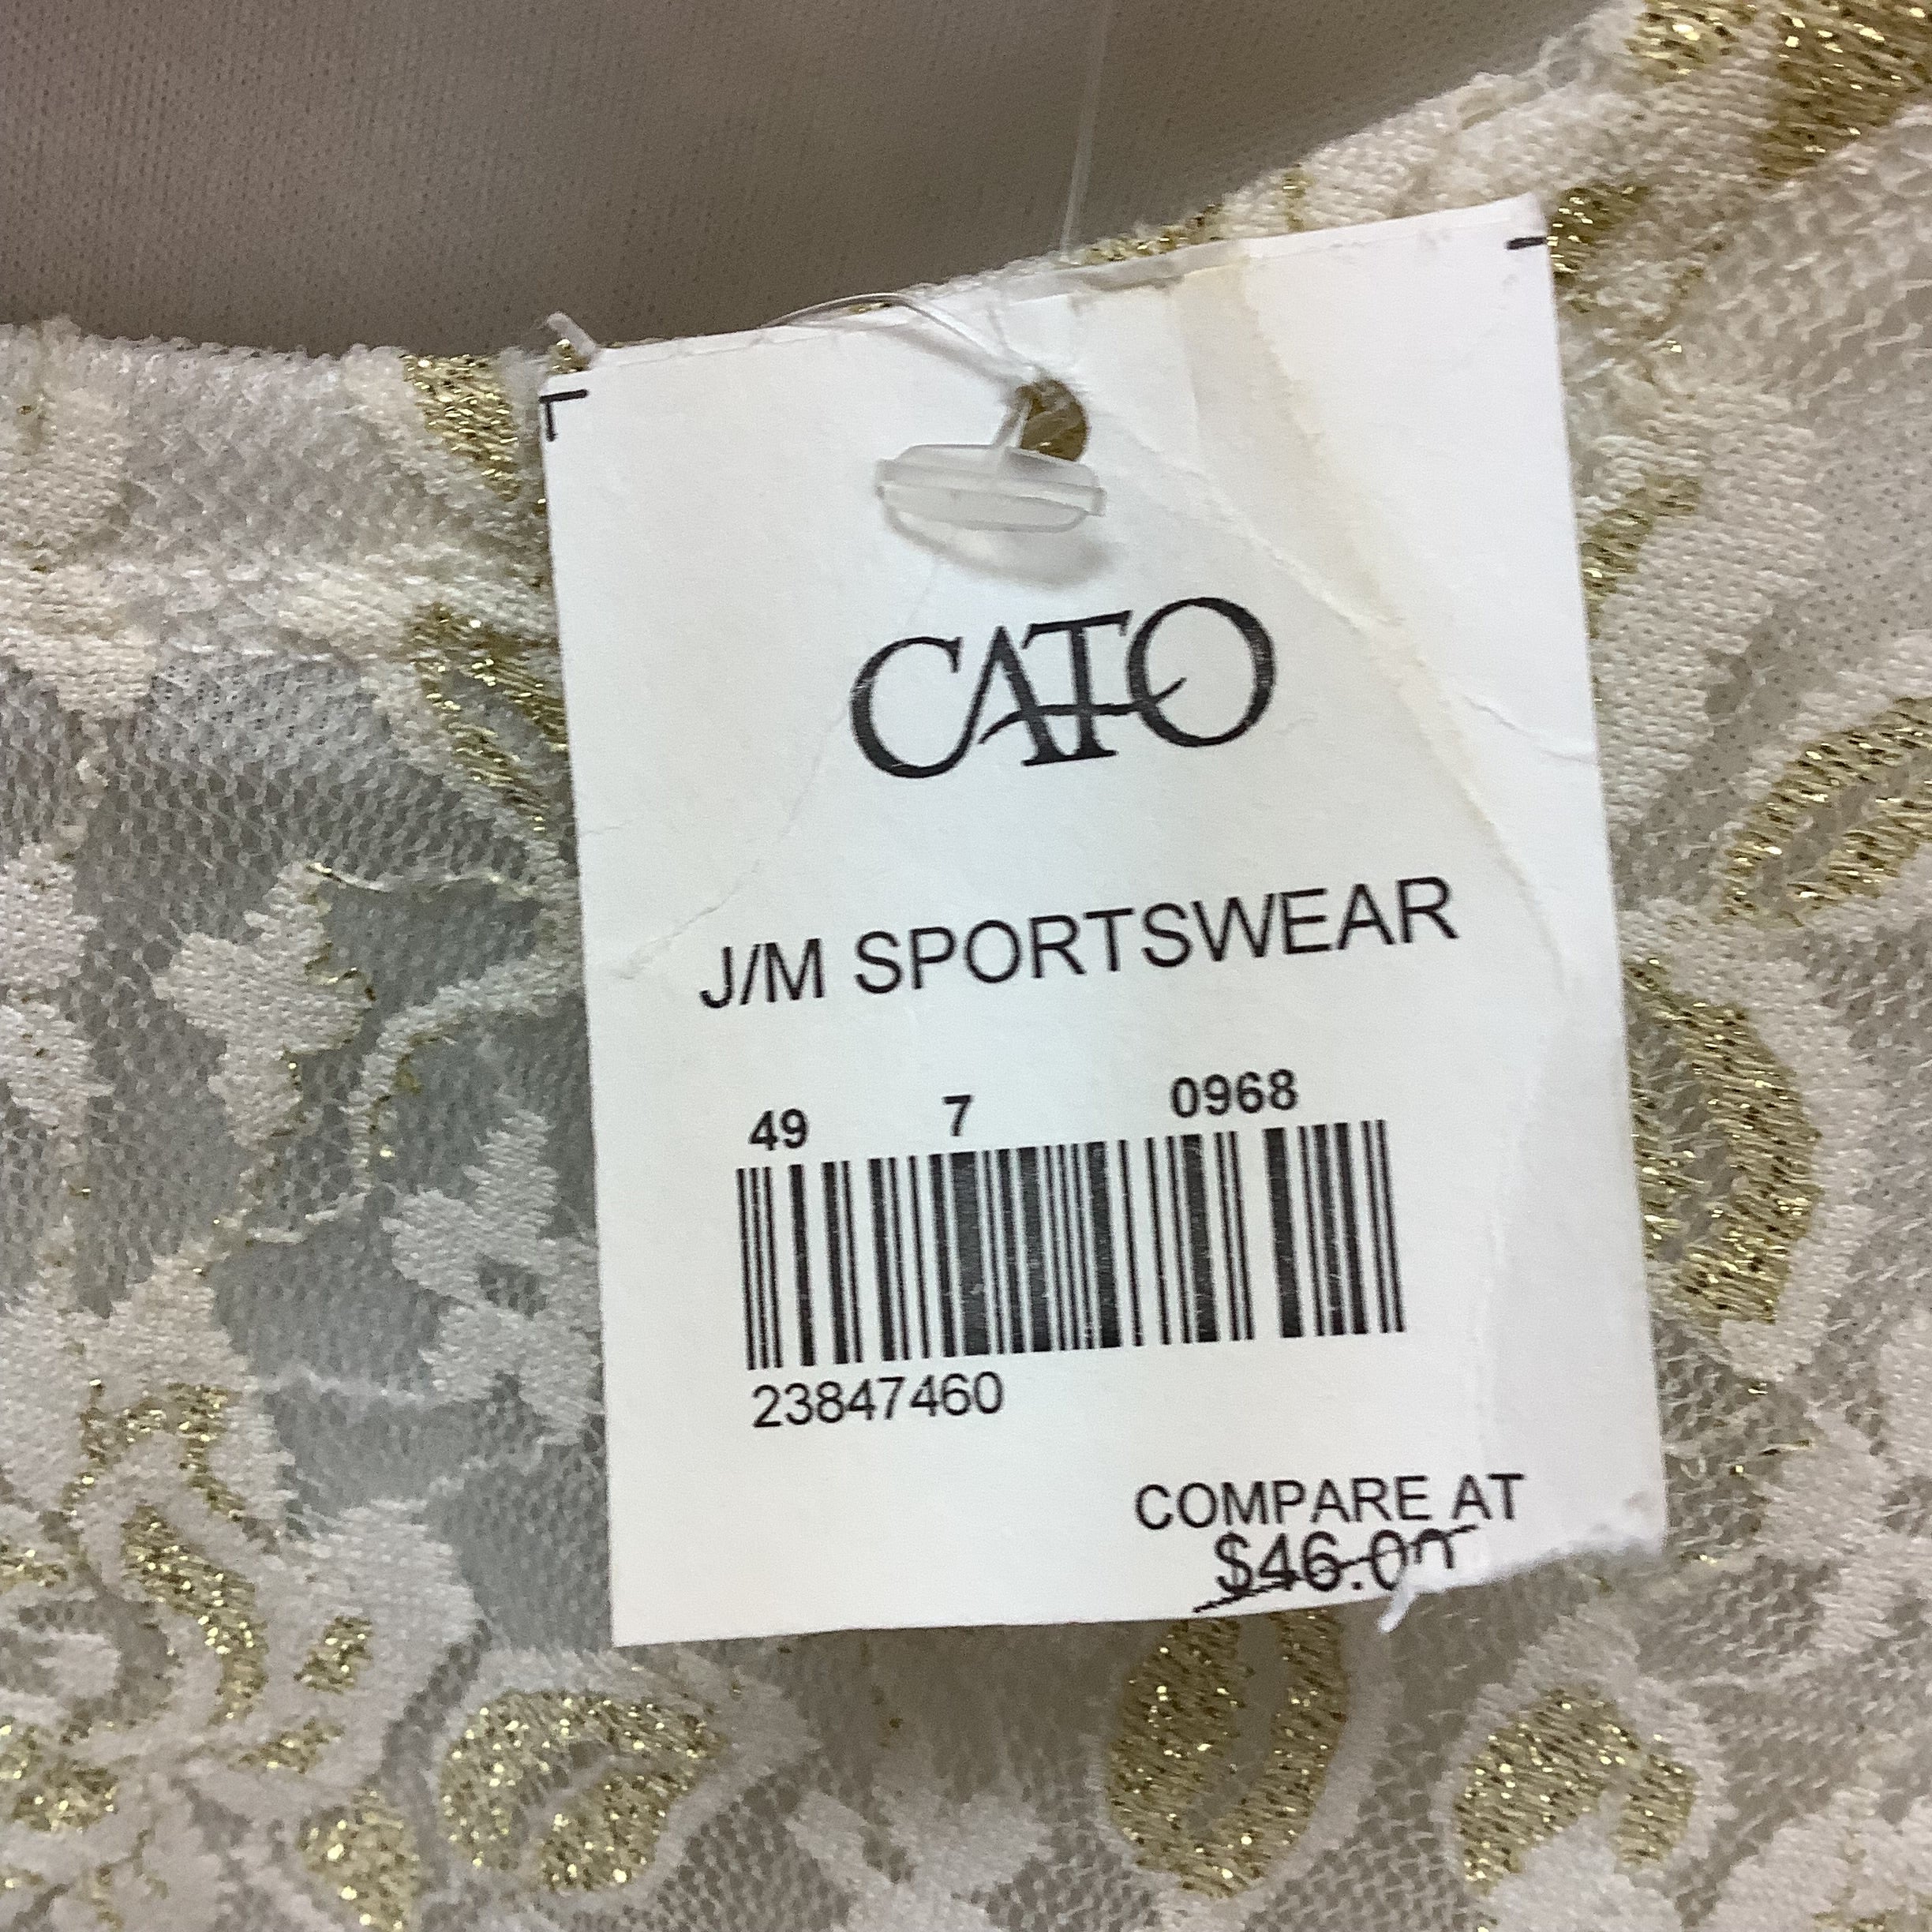 CATO
J/M SPORTSWEAR
49 7 0968
23847460
COMPARE AT
$46.00